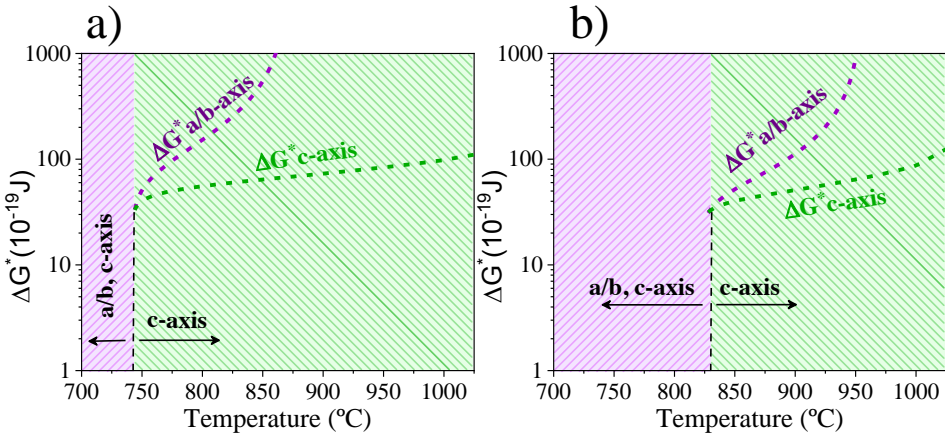 a)
1000
100
10
1
ΔG*(10⁻¹⁹J)
ΔG* a/b-axis
ΔG* c-axis
a/b, c-axis
c-axis
700 750 800 850 900 950 1000
Temperature (ºC)
b)
1000
100
10
1
ΔG*(10⁻¹⁹J)
ΔG* a/b-axis
ΔG* c-axis
a/b, c-axis
c-axis
700 750 800 850 900 950 1000
Temperature (ºC)